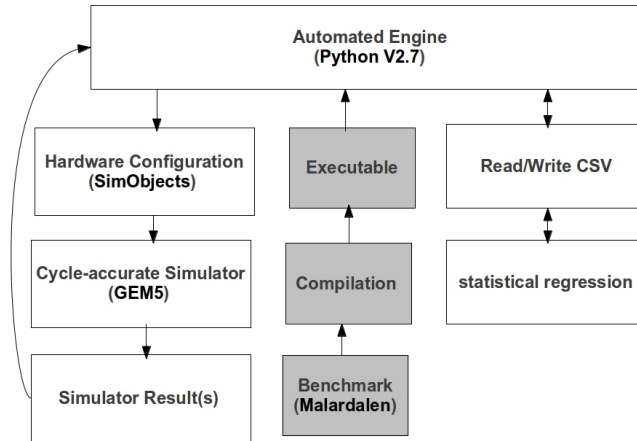 Automated Engine
(Python V2.7)
Hardware Configuration
(SimObjects)
Executable
Read/Write CSV
Cycle-accurate Simulator
(GEM5)
Compilation
statistical regression
Simulator Result(s)
Benchmark
(Malardalen)